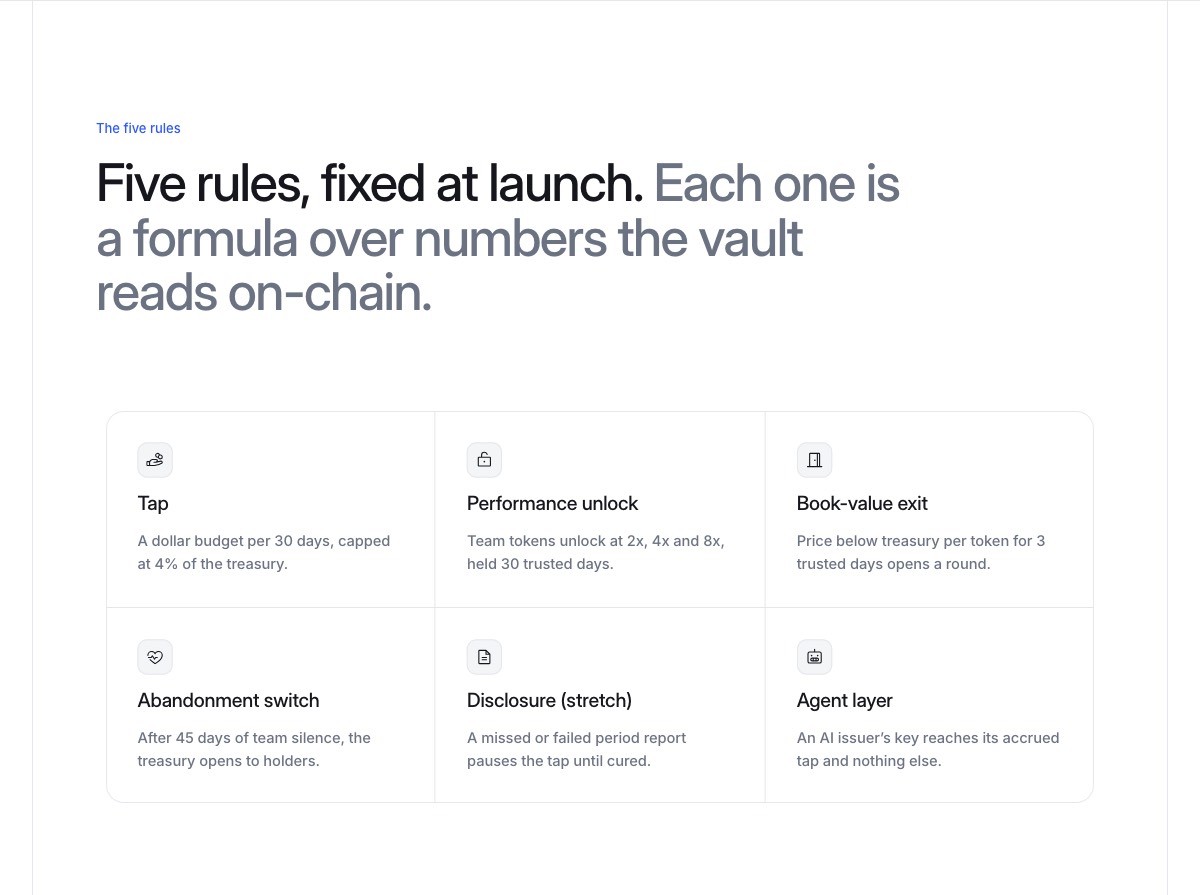 The five rules
Five rules, fixed at launch. Each one is
a formula over numbers the vault
reads on-chain.
Tap
A dollar budget per 30 days, capped
at 4% of the treasury.
Performance unlock
Team tokens unlock at 2x, 4x and 8x,
held 30 trusted days.
Book-value exit
Price below treasury per token for 3
trusted days opens a round.
Abandonment switch
After 45 days of team silence, the
treasury opens to holders.
Disclosure (stretch)
A missed or failed period report
pauses the tap until cured.
Agent layer
An AI issuer’s key reaches its accrued
tap and nothing else.